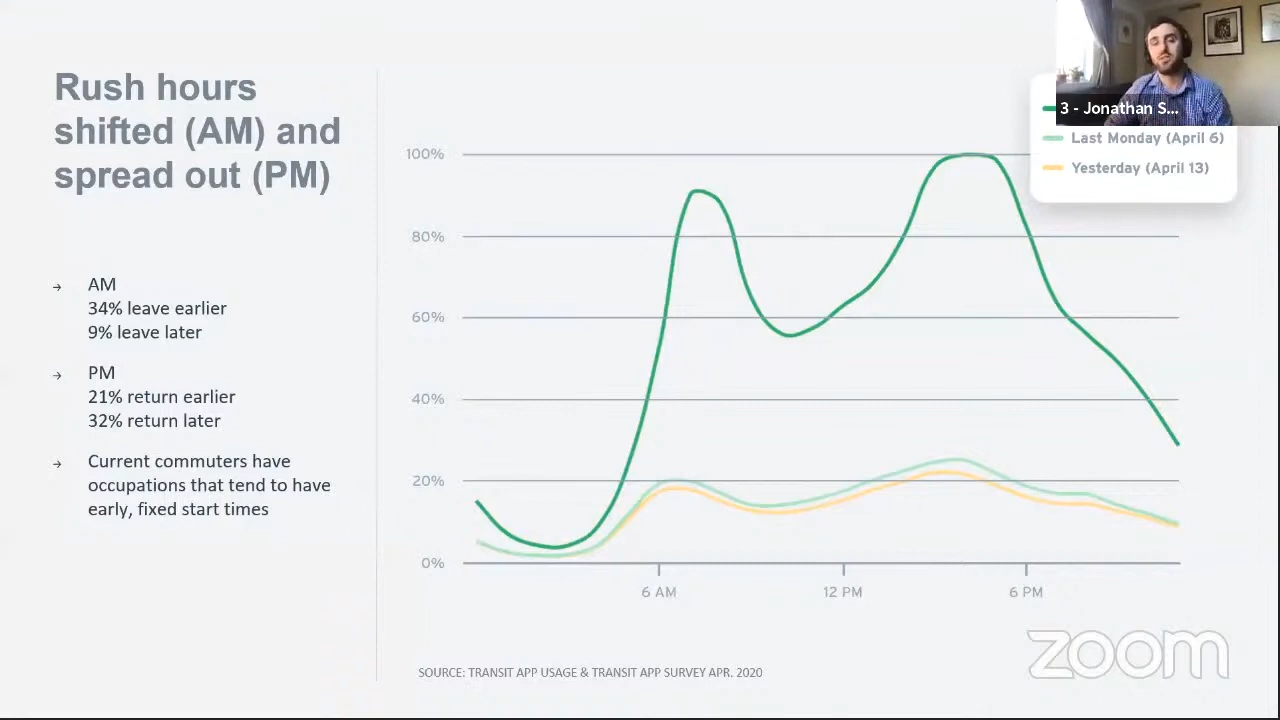 Rush hours
shifted (AM) and
spread out (PM)
→ AM
34% leave earlier
9% leave later
→ PM
21% return earlier
32% return later
→ Current commuters have
occupations that tend to have
early, fixed start times
3 - Jonathan S...
Last Monday (April 6)
Yesterday (April 13)
100%
80%
60%
40%
20%
0%
6 AM 12 PM 6 PM
SOURCE: TRANSIT APP USAGE & TRANSIT APP SURVEY APR. 2020
zoom